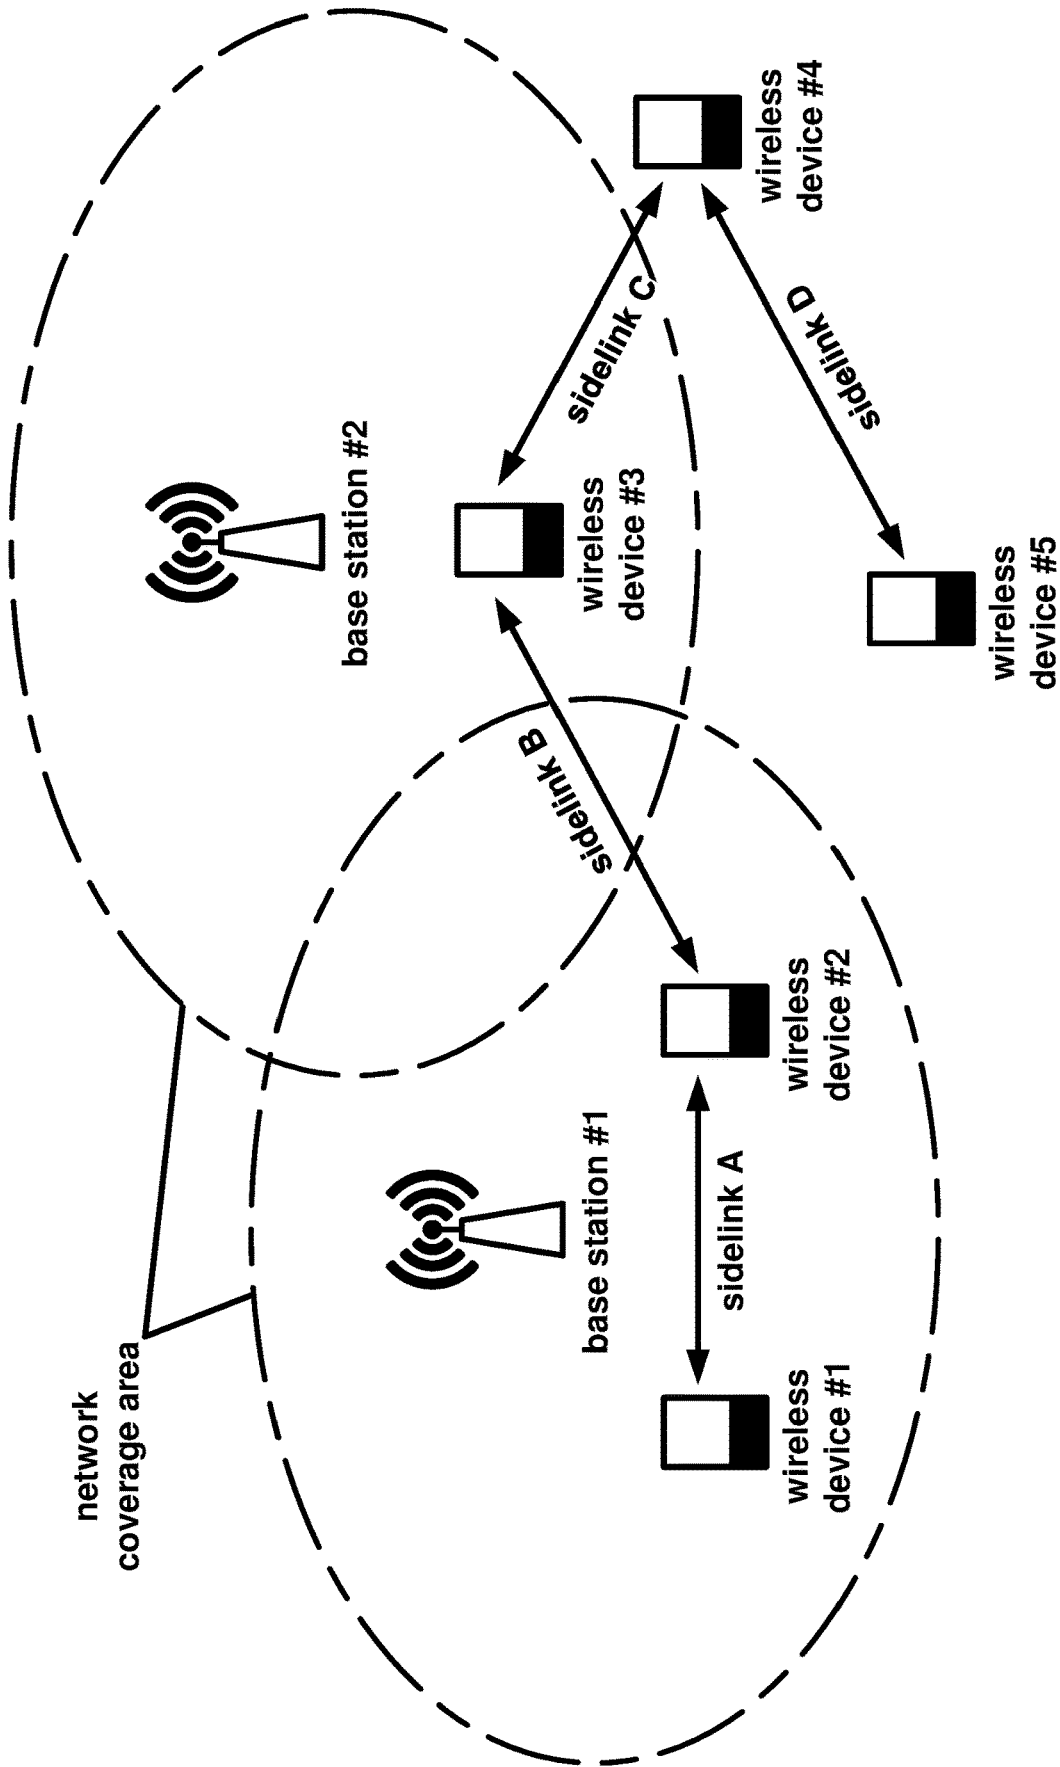 network
coverage area
base station #1
base station #2
wireless
device #1
sidelink A
wireless
device #2
sidelink B
wireless
device #3
sidelink C
wireless
device #4
sidelink D
wireless
device #5